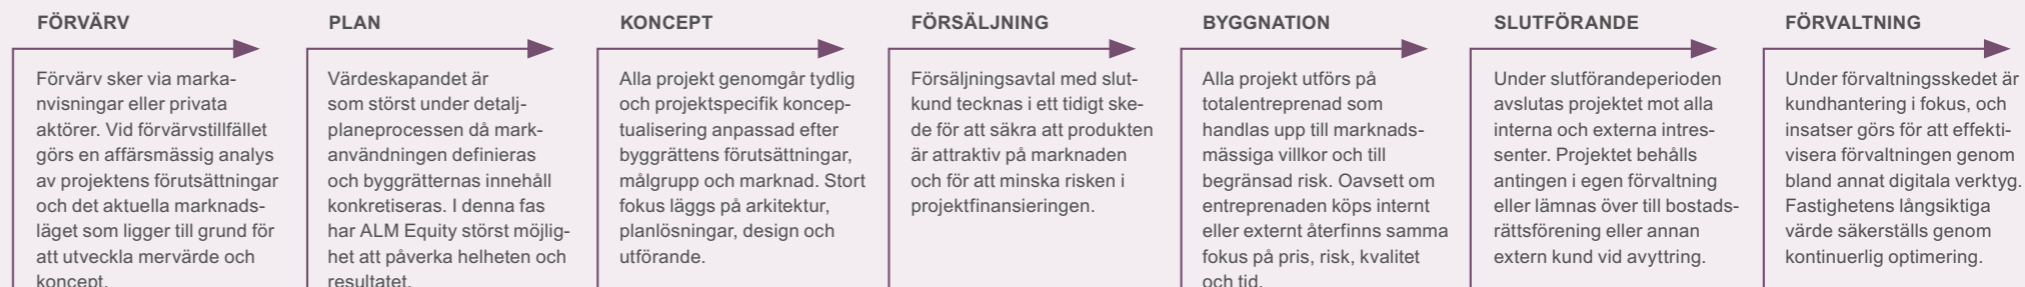 FÖRVÄRV
Förvärv sker via marka-
nvisningar eller privata
aktörer. Vid förvärvstillfället
görs en affärsmässig analys
av projektens förutsättningar
och det aktuella marknads-
läget som ligger till grund för
att utveckla mervärde och
koncept.
PLAN
Värdeskapandet är
som störst under detalj-
planeprocessen då mark-
användningen definieras
och byggrätternas innehåll
konkretiseras. I denna fas
har ALM Equity störst möjlig-
het att påverka helheten och
resultatet.
KONCEPT
Alla projekt genomgår tydlig
och projektspecifik koncep-
tualisering anpassad efter
byggrättens förutsättningar,
målgrupp och marknad. Stort
fokus läggs på arkitektur,
planlösningar, design och
utförande.
FÖRSÄLJNING
Försäljningsavtal med slut-
kund tecknas i ett tidigt ske-
de för att säkra att produkten
är attraktiv på marknaden
och för att minska risken i
projektfinansieringen.
BYGGNATION
Alla projekt utförs på
totalentreprenad som
handlas upp till marknads-
mässiga villkor och till
begränsad risk. Oavsett om
entreprenaden köps internt
eller externt återfinns samma
fokus på pris, risk, kvalitet
och tid.
SLUTFÖRANDE
Under slutförandeperioden
avslutas projektet mot alla
interna och externa intres-
senter. Projektet behålls
antingen i egen förvaltning
eller lämnas över till bostads-
rättsförening eller annan
extern kund vid avyttring.
FÖRVALTNING
Under förvaltningsskedet är
kundhantering i fokus, och
insatser görs för att effekti-
visera förvaltningen genom
bland annat digitala verktyg.
Fastighetens långsiktiga
värde säkerställs genom
kontinuerlig optimering.